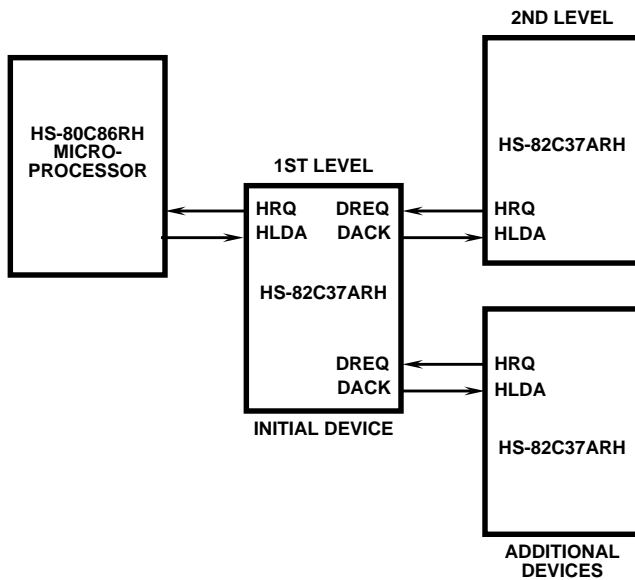 2ND LEVEL
HS-80C86RH
MICRO-
PROCESSOR
HS-82C37ARH
1ST LEVEL
HRQ DREQ
HLDA DACK
HRQ
HLDA
HS-82C37ARH
DREQ
DACK
HRQ
HLDA
INITIAL DEVICE
HS-82C37ARH
ADDITIONAL
DEVICES